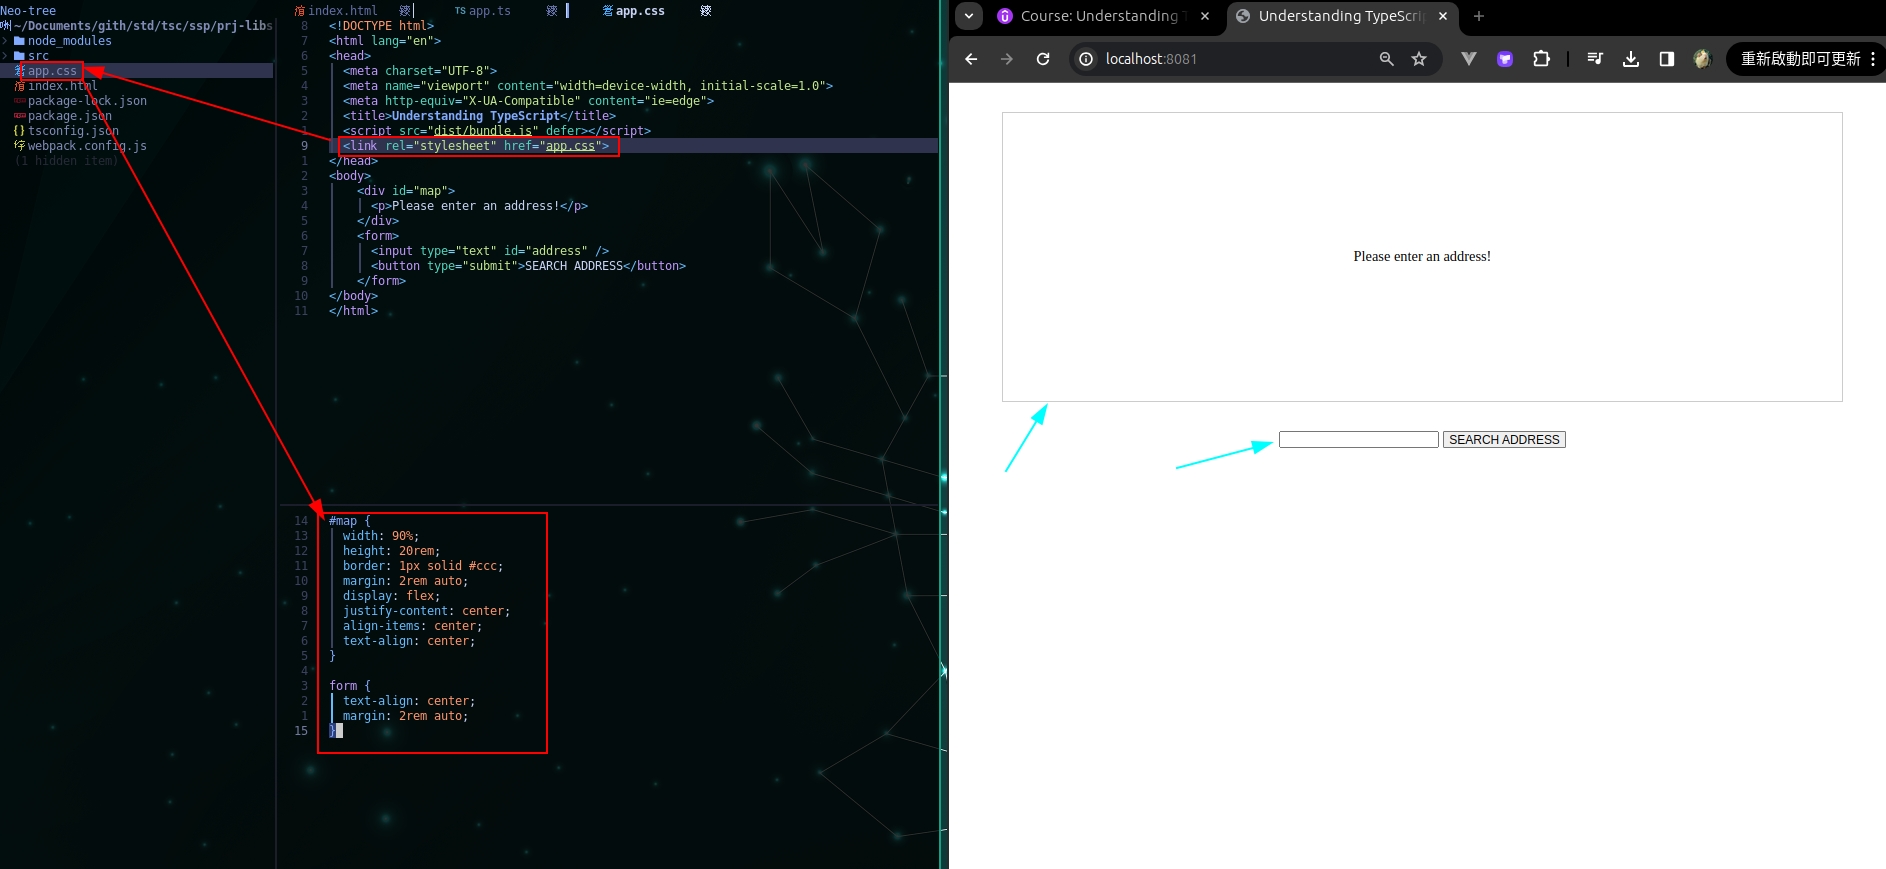 Neo-tree
~/Documents/gith/std/tsc/ssp/prj-libs
node_modules
src
app.css
index.html
package-lock.json
package.json
tsconfig.json
webpack.config.js
(1 hidden item)
index.html
TS app.ts
app.css
8 <!DOCTYPE html>
7 <html lang="en">
6 <head>
5 <meta charset="UTF-8">
4 <meta name="viewport" content="width=device-width, initial-scale=1.0">
3 <meta http-equiv="X-UA-Compatible" content="ie=edge">
2 <title>Understanding TypeScript</title>
1 <script src="dist/bundle.js" defer></script>
9 <link rel="stylesheet" href="app.css">
1 </head>
2 <body>
3 <div id="map">
4 <p>Please enter an address!</p>
5 </div>
6 <form>
7 <input type="text" id="address" />
8 <button type="submit">SEARCH ADDRESS</button>
9 </form>
10 </body>
11 </html>
14 #map {
13 width: 90%;
12 height: 20rem;
11 border: 1px solid #ccc;
10 margin: 2rem auto;
9 display: flex;
8 justify-content: center;
7 align-items: center;
6 text-align: center;
5 }
4
3 form {
2 text-align: center;
1 margin: 2rem auto;
15 }
Course: Understanding T
Understanding TypeScri
localhost:8081
重新啟動即可更新
Please enter an address!
SEARCH ADDRESS